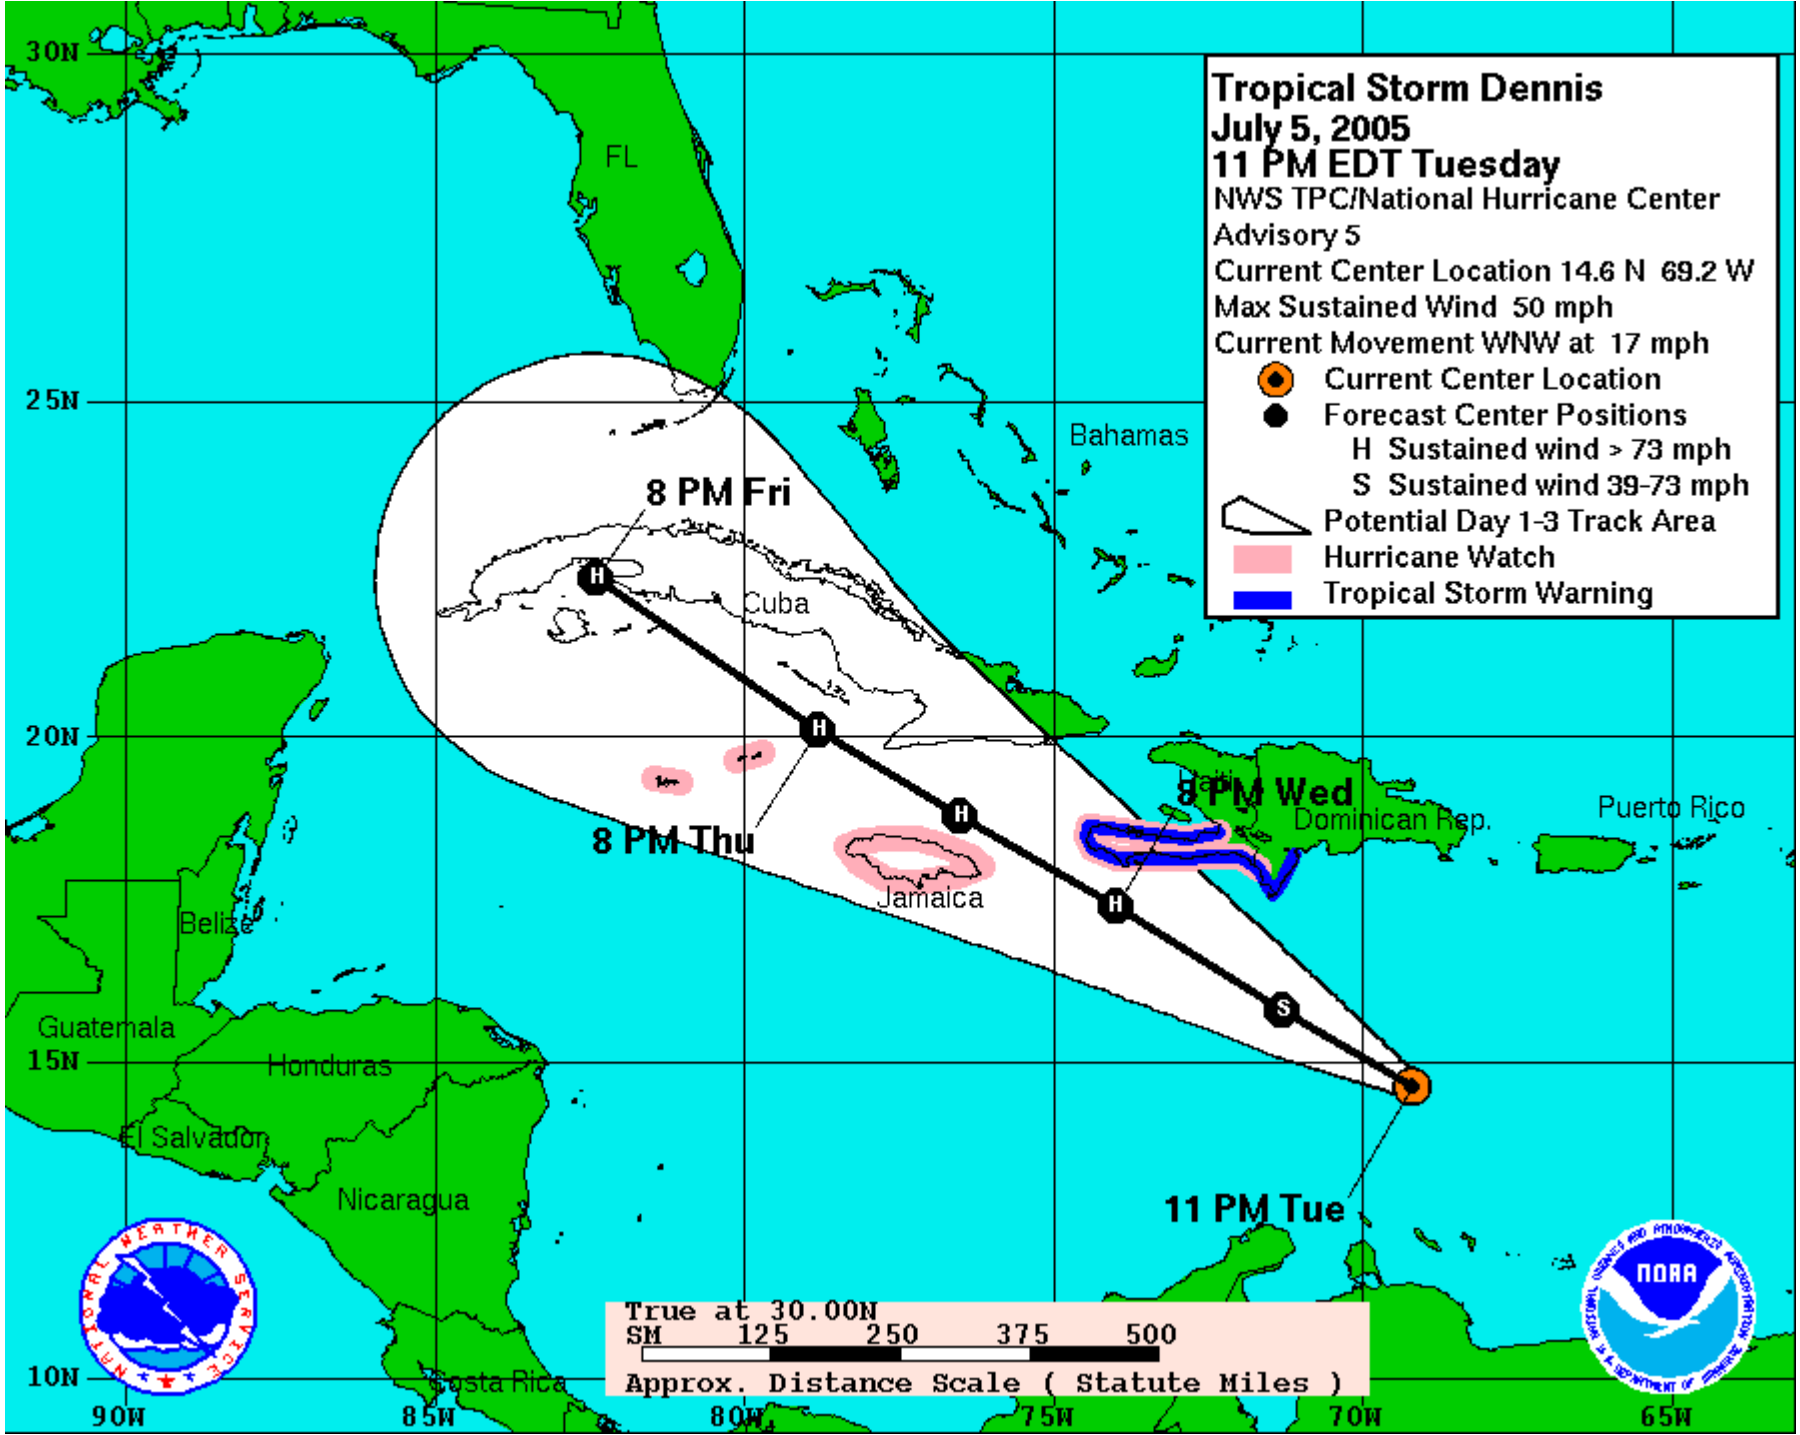 Tropical Storm Dennis
July 5, 2005
11 PM EDT Tuesday
NWS TPC/National Hurricane Center
Advisory 5
Current Center Location 14.6 N 69.2 W
Max Sustained Wind 50 mph
Current Movement WNW at 17 mph
Current Center Location
Forecast Center Positions
H Sustained wind > 73 mph
S Sustained wind 39-73 mph
Potential Day 1-3 Track Area
Hurricane Watch
Tropical Storm Warning
30N
FL
25N
Bahamas
8 PM Fri
H
Cuba
20N
H
Haiti
8 PM Wed
Puerto Rico
Dominican Rep.
H
8 PM Thu
Jamaica
H
Belize
S
Guatemala
15N
Honduras
El Salvador
Nicaragua
11 PM Tue
NATIONAL WEATHER SERVICE
NOAA
True at 30.00N
SM 125 250 375 500
Approx. Distance Scale ( Statute Miles )
10N
Costa Rica
90W 85W 80W 75W 70W 65W